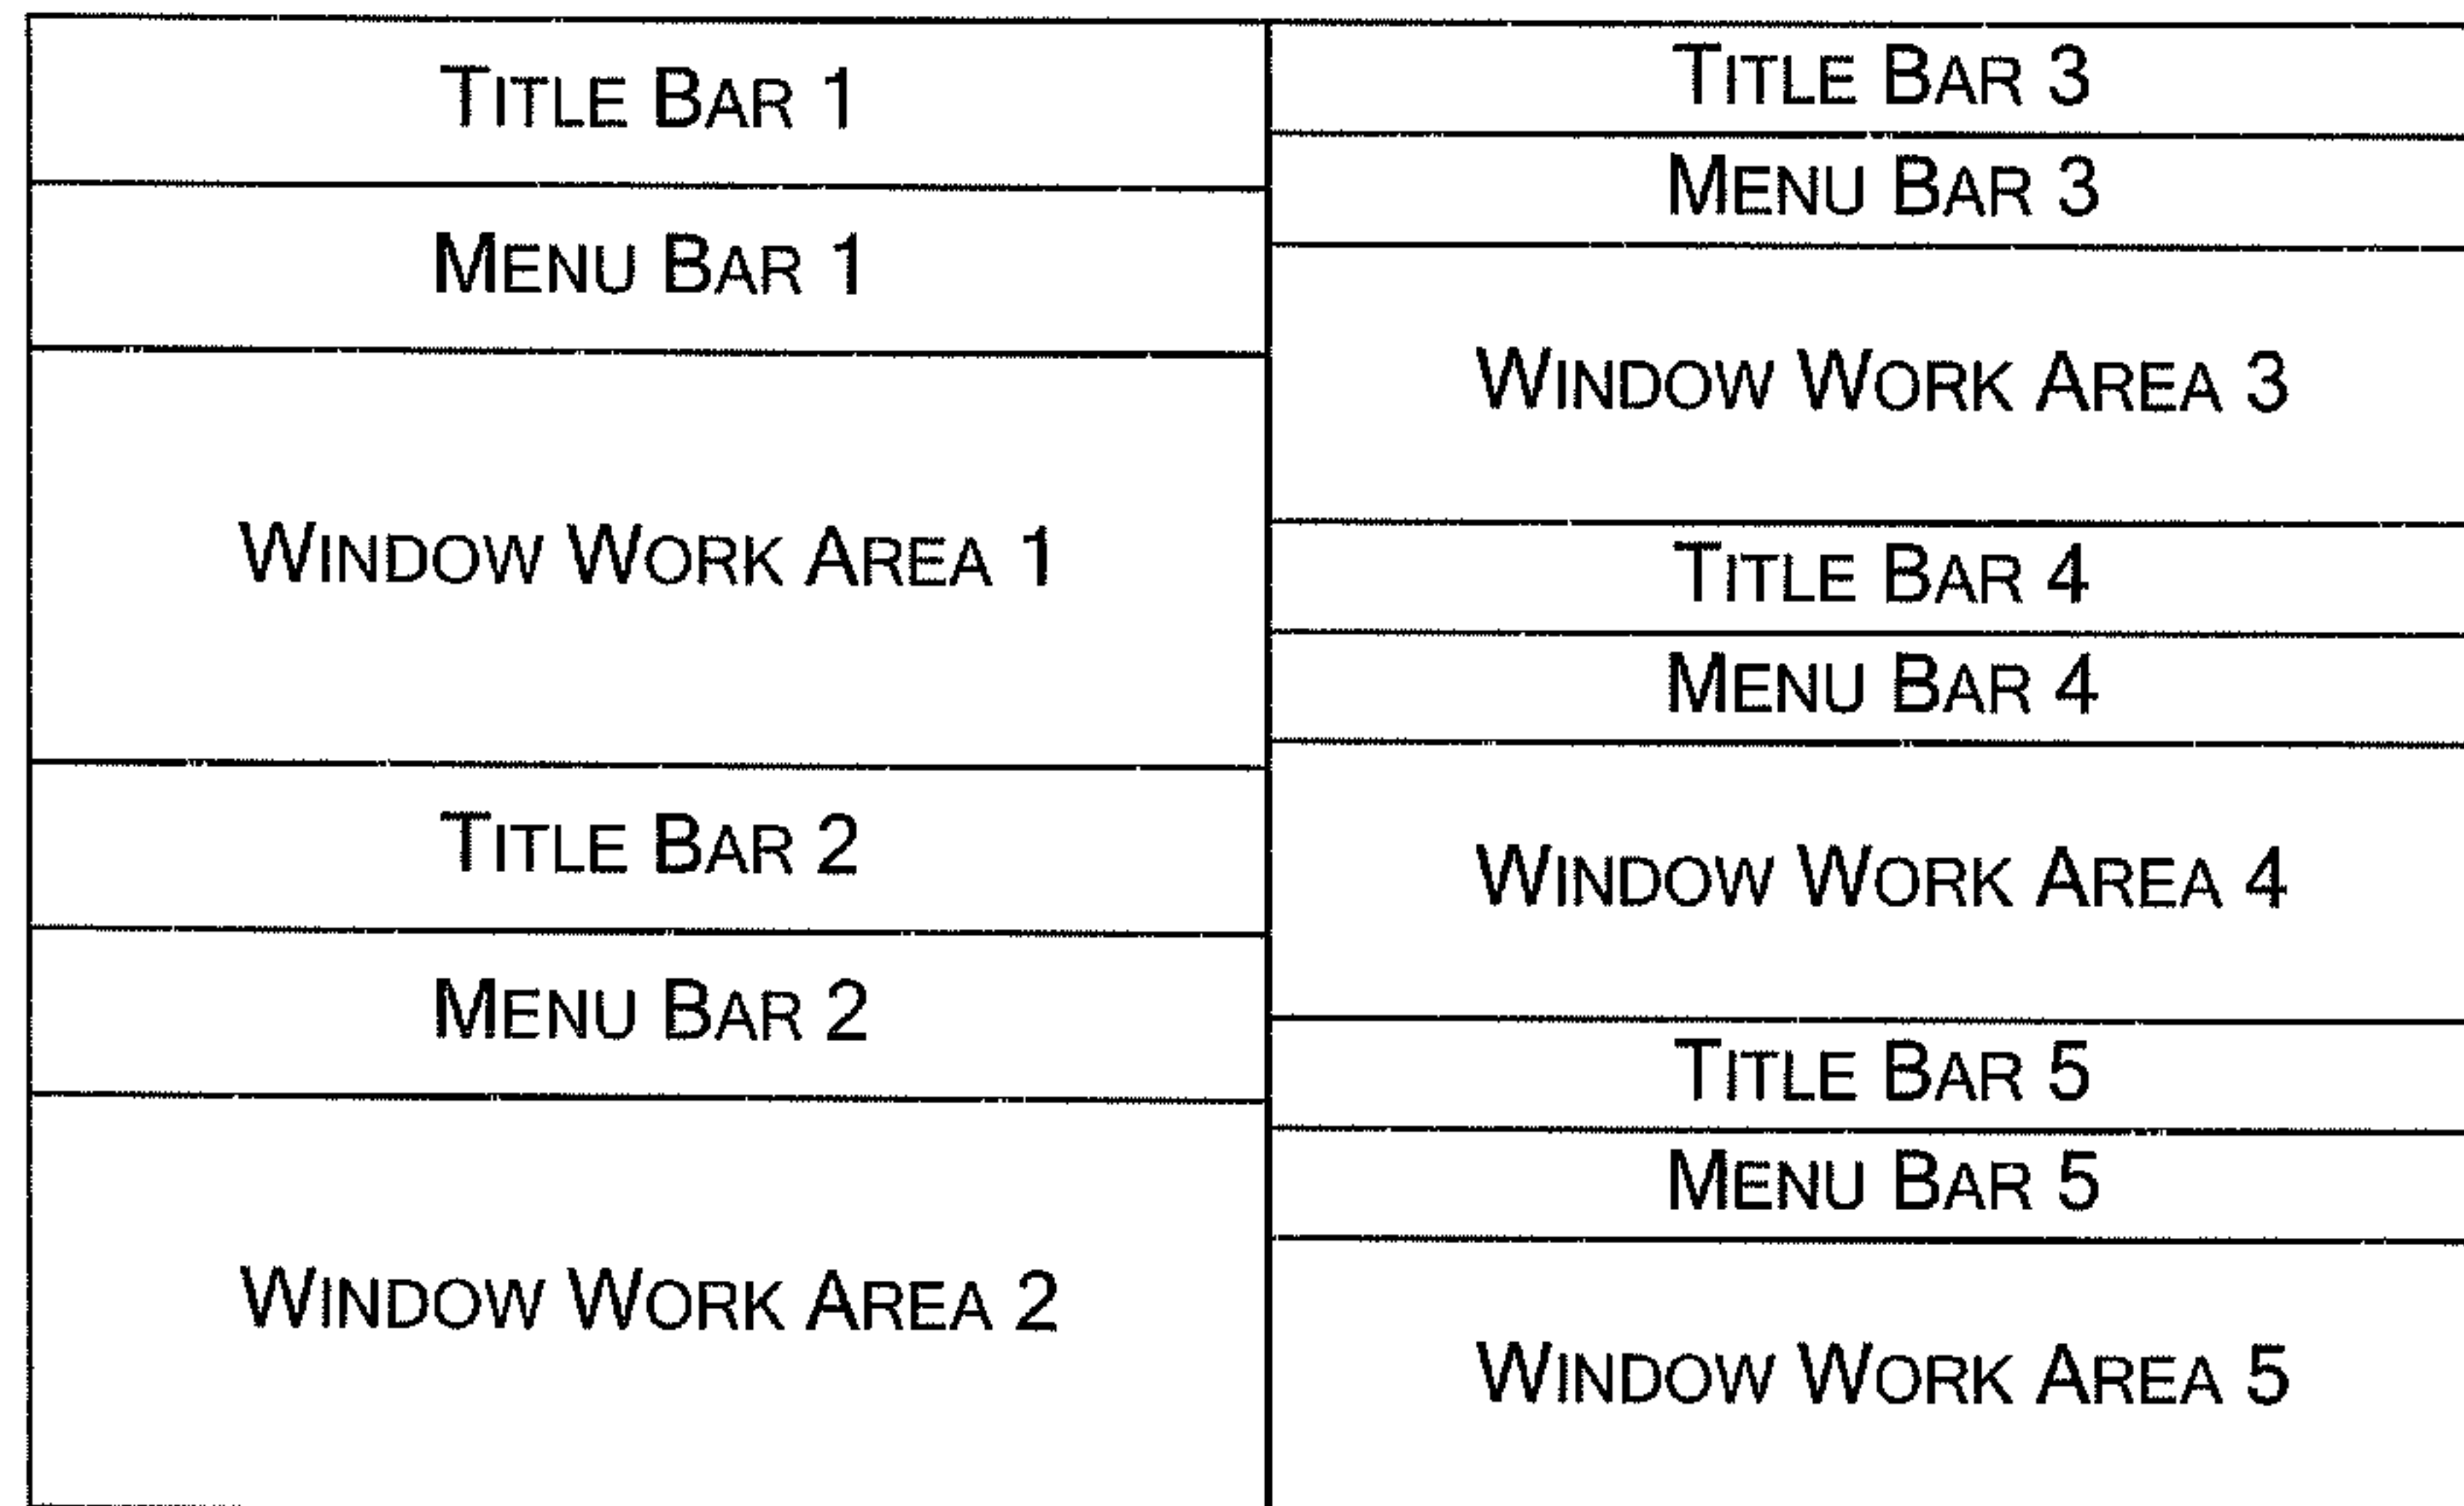 TITLE BAR 1
MENU BAR 1
WINDOW WORK AREA 1
TITLE BAR 2
MENU BAR 2
WINDOW WORK AREA 2
TITLE BAR 3
MENU BAR 3
WINDOW WORK AREA 3
TITLE BAR 4
MENU BAR 4
WINDOW WORK AREA 4
TITLE BAR 5
MENU BAR 5
WINDOW WORK AREA 5